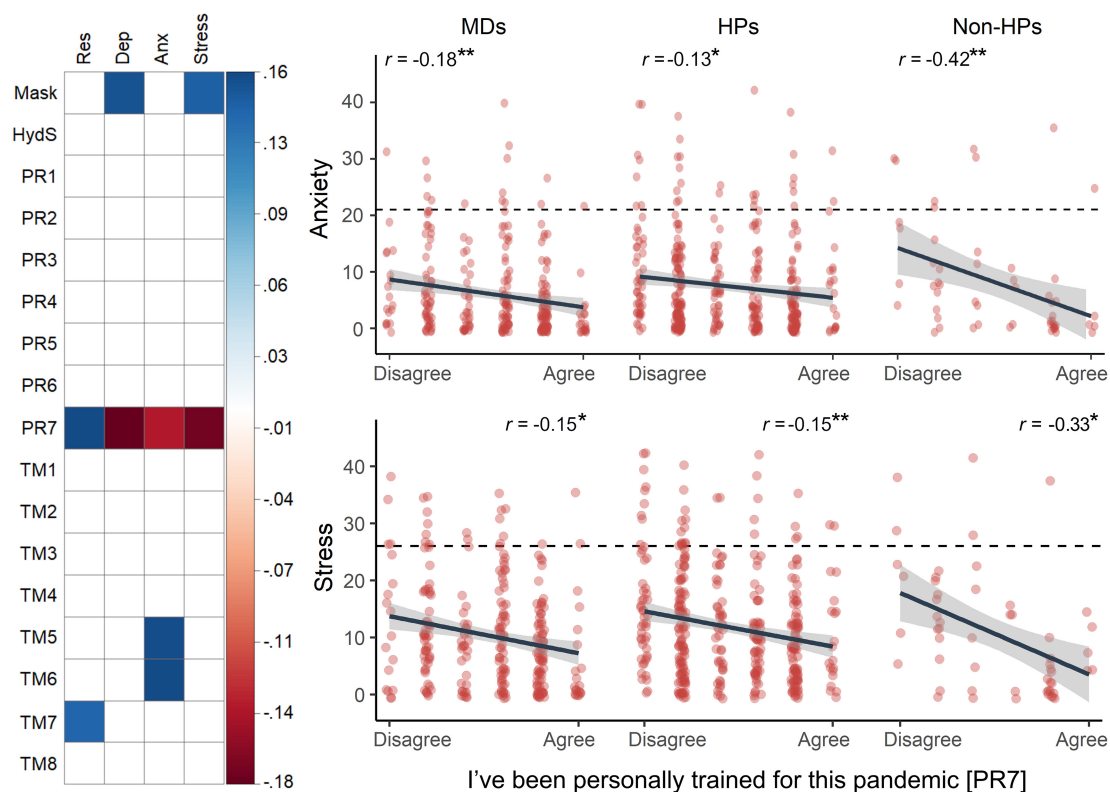 Res Dep Anx Stress
Mask
HydS
PR1
PR2
PR3
PR4
PR5
PR6
PR7
TM1
TM2
TM3
TM4
TM5
TM6
TM7
TM8
.16
.13
.09
.06
.03
-.01
-.04
-.07
-.11
-.14
-.18
MDs HPs Non-HPs
r = -0.18** r = -0.13* r = -0.42**
Anxiety
40
30
20
10
0
Disagree Agree Disagree Agree Disagree Agree
r = -0.15* r = -0.15** r = -0.33*
Stress
40
30
20
10
0
Disagree Agree Disagree Agree Disagree Agree
I've been personally trained for this pandemic [PR7]